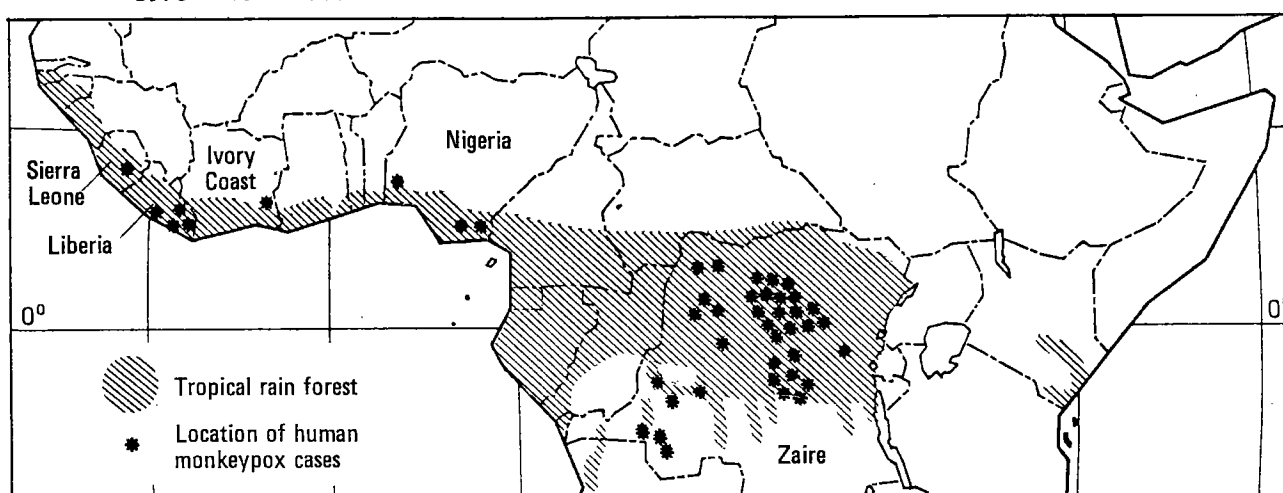 Nigeria
Ivory
Coast
Sierra
Leone
Liberia
0°
0
Tropical rain forest
Location of human
monkeypox cases
Zaire